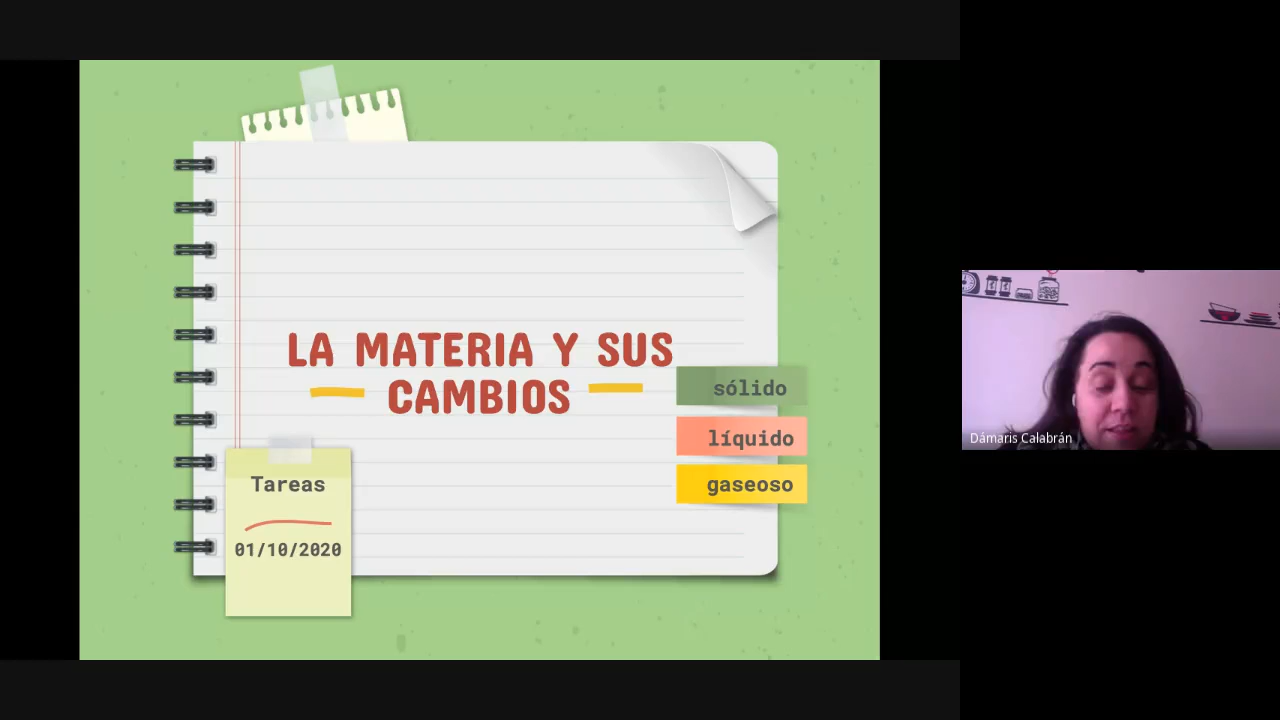 LA MATERIA Y SUS
CAMBIOS
sólido
líquido
gaseoso
Tareas
01/10/2020
Dámaris Calabrán